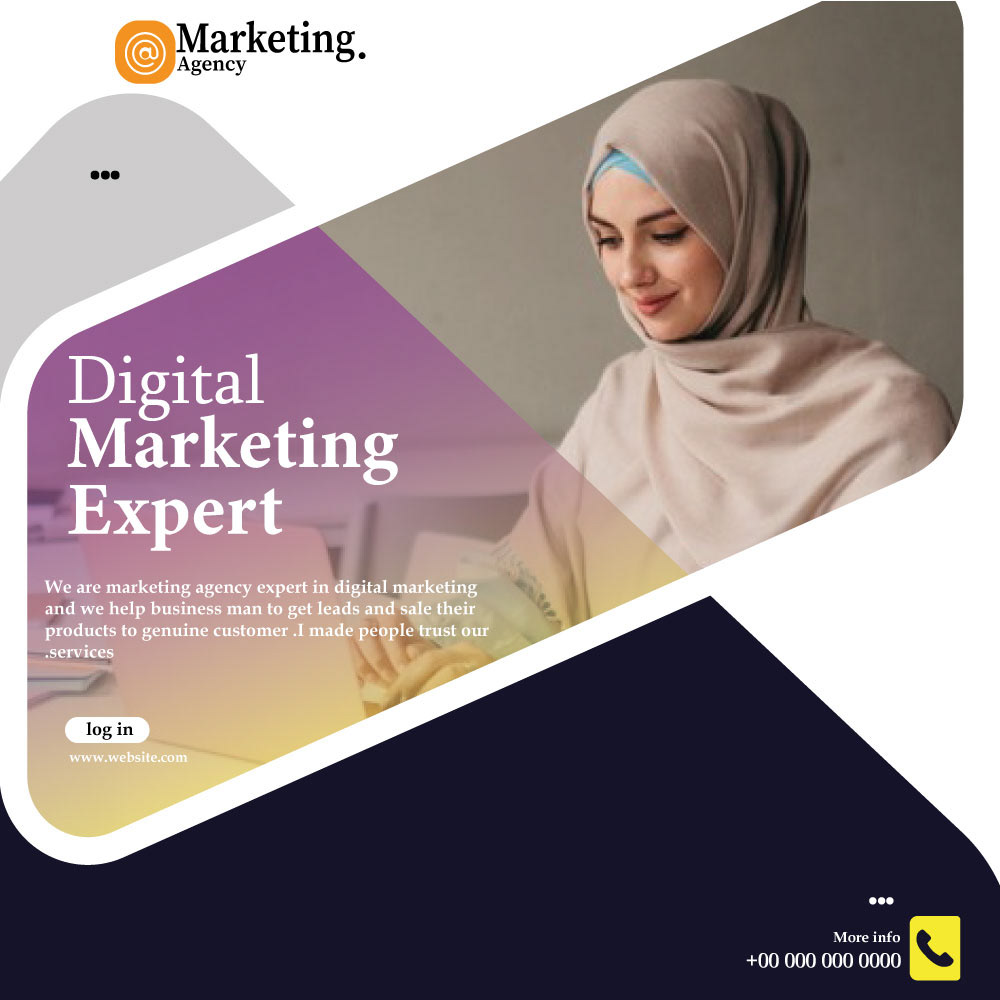 @
Marketing.
Agency
Digital
Marketing
Expert
We are marketing agency expert in digital marketing
and we help business man to get leads and sale their
products to genuine customer .I made people trust our
.services
log in
www.website.com
More info
+00 000 000 0000